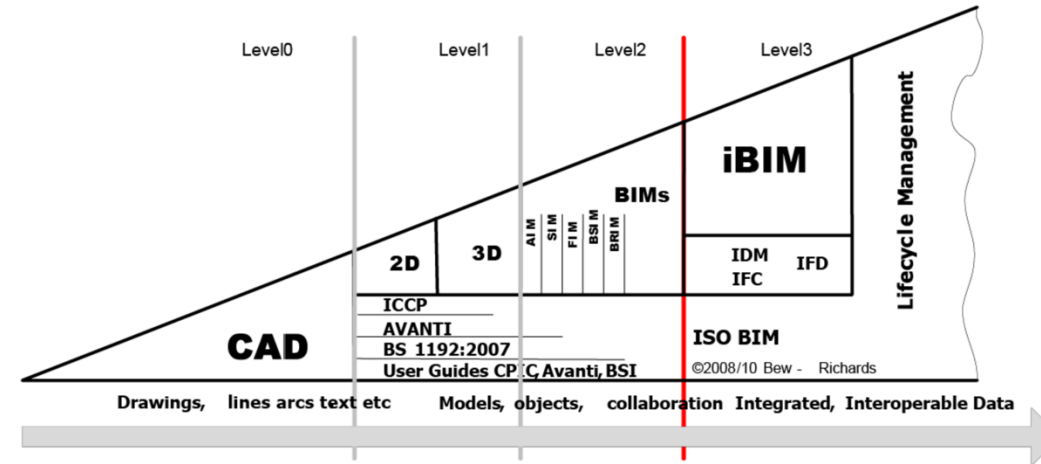 Level0 Level1 Level2 Level3
iBIM
BIMs
AIM
SIM
FIM
BSIM
BRIM
2D 3D
IDM IFD
IFC
Lifecycle Management
CAD
ICCP
AVANTI
BS 1192:2007
User Guides CPIC, Avanti, BSI
ISO BIM
©2008/10 Bew - Richards
Drawings, lines arcs text etc Models, objects, collaboration Integrated, Interoperable Data